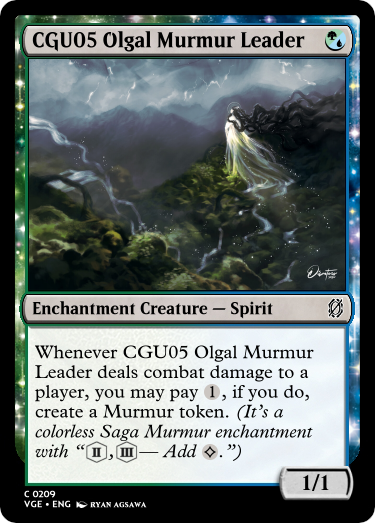 CGU05 Olgal Murmur Leader
Enchantment Creature — Spirit
Whenever CGU05 Olgal Murmur
Leader deals combat damage to a
player, you may pay 1, if you do,
create a Murmur token. (It's a
colorless Saga Murmur enchantment
with “II, III— Add .”)
1/1
C 0209
VGE • ENG RYAN AGSAWA